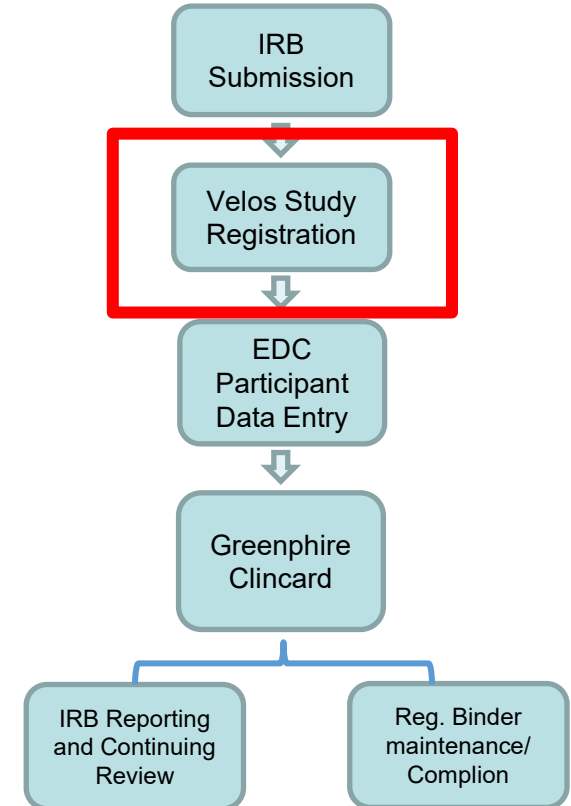 IRB
Submission
Velos Study
Registration
EDC
Participant
Data Entry
Greenphire
Clincard
IRB Reporting
and Continuing
Review
Reg. Binder
maintenance/
Complion